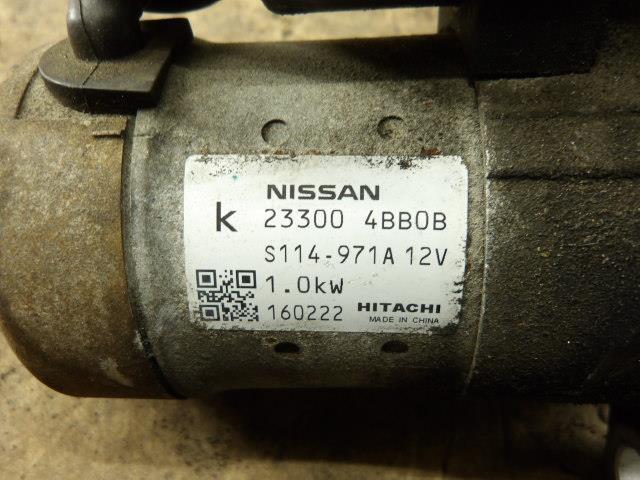 NISSAN
k 23300 4BB0B
S114-971A 12V
1.0kW
160222 HITACHI
MADE IN CHINA